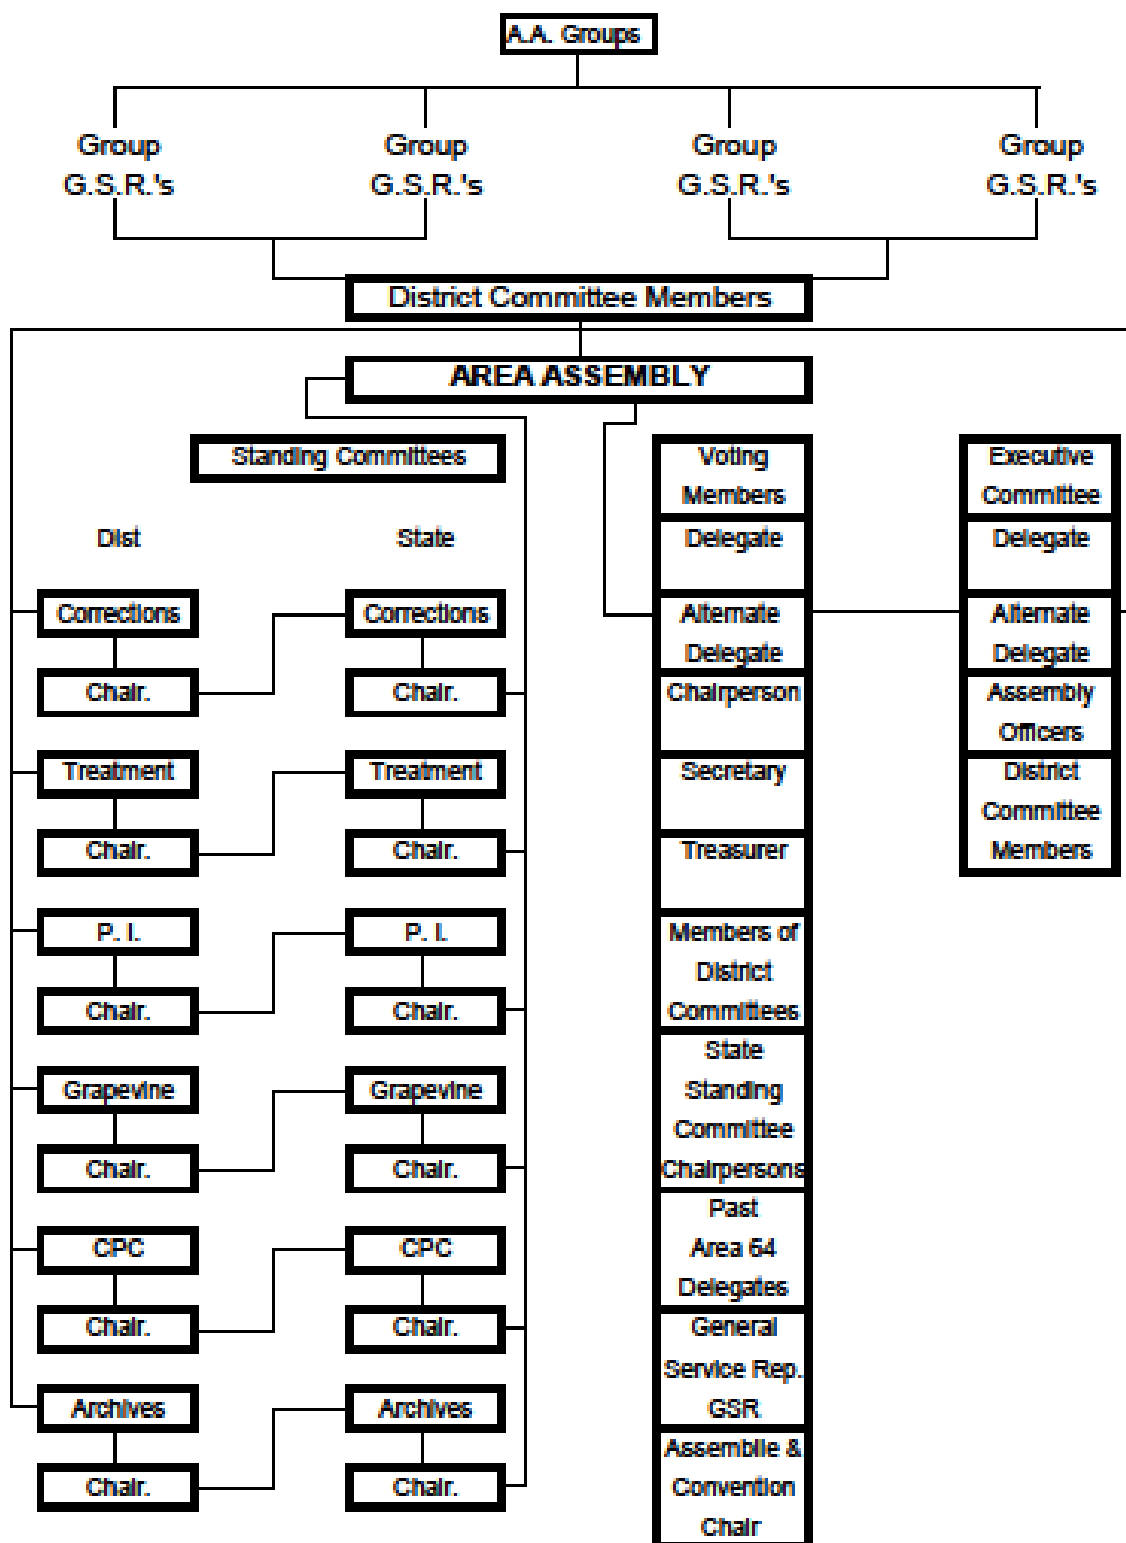 A.A. Groups
Group Group Group Group
G.S.R.'s G.S.R.'s G.S.R.'s G.S.R.'s
District Committee Members
AREA ASSEMBLY
Standing Committees
Dist State
Corrections Corrections
Chair. Chair.
Treatment Treatment
Chair. Chair.
P. I. P. I.
Chair. Chair.
Grapevine Grapevine
Chair. Chair.
CPC CPC
Chair. Chair.
Archives Archives
Chair. Chair.
Voting
Members
Delegate
Alternate
Delegate
Chairperson
Secretary
Treasurer
Members of
District
Committees
State
Standing
Committee
Chairpersons
Past
Area 64
Delegates
General
Service Rep.
GSR
Assemblie &
Convention
Chair
Executive
Committee
Delegate
Alternate
Delegate
Assembly
Officers
District
Committee
Members